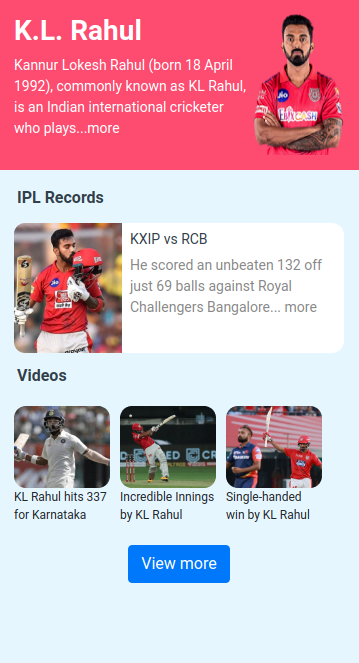 K.L. Rahul
Kannur Lokesh Rahul (born 18 April
1992), commonly known as KL Rahul,
is an Indian international cricketer
who plays...more
IPL Records
KXIP vs RCB
He scored an unbeaten 132 off
just 69 balls against Royal
Challengers Bangalore... more
Videos
KL Rahul hits 337
for Karnataka
Incredible Innings
by KL Rahul
Single-handed
win by KL Rahul
View more